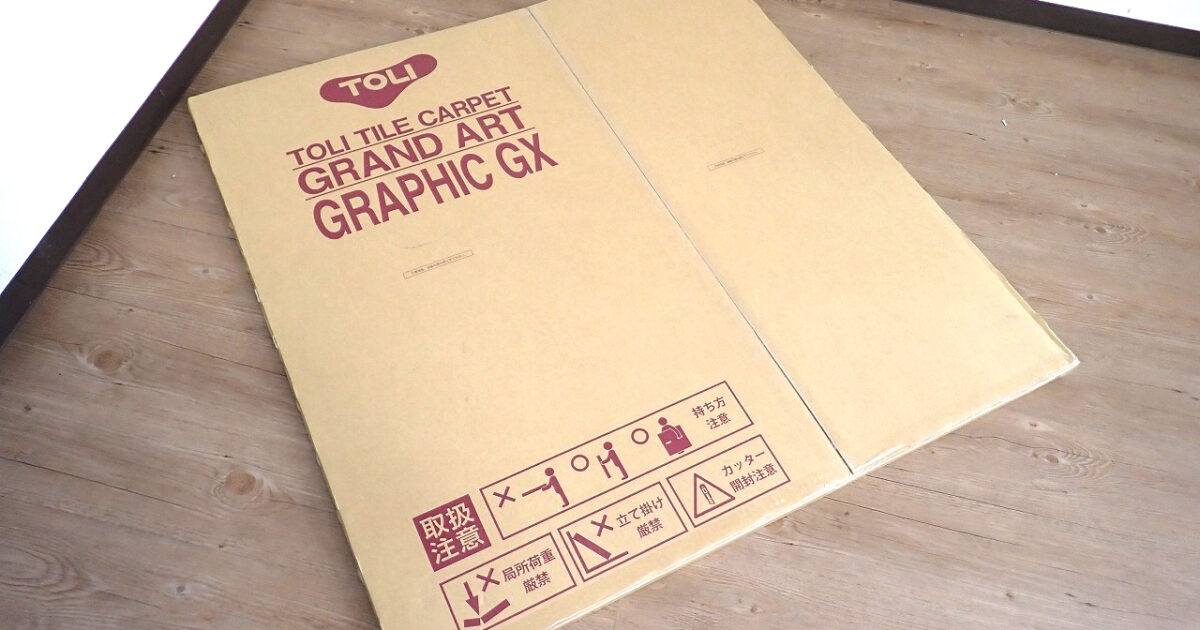 TOLI
TOLI TILE CARPET
GRAND ART
GRAPHIC GX
取扱
注意
持ち方
注意
局所荷重
厳禁
立て掛け
厳禁
カッター
開封注意